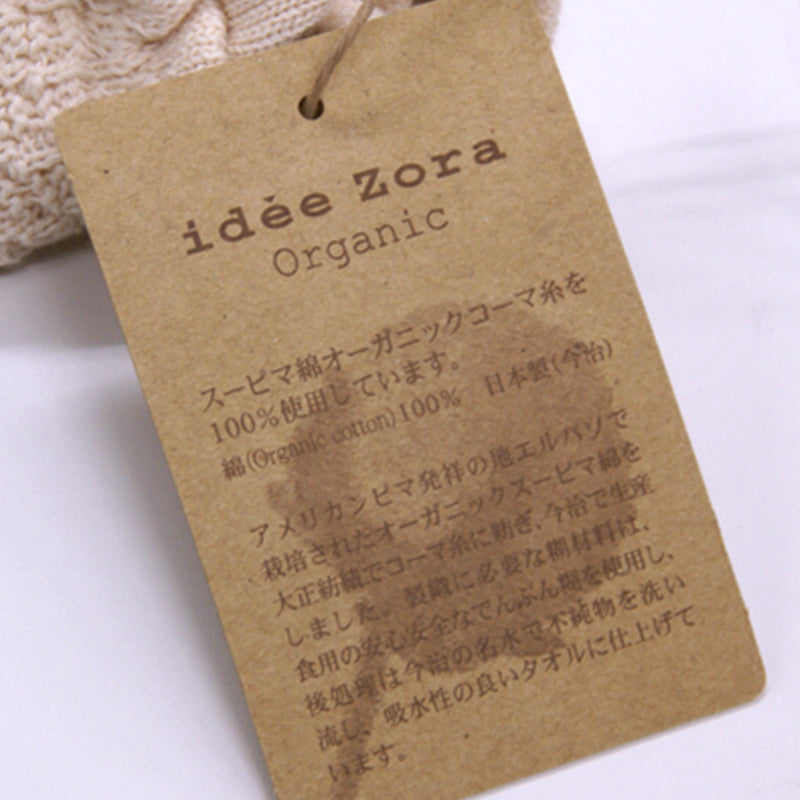 iděe Zora
Organic
スーピマ綿オーガニックコーマ糸を
100%使用しています。
綿(Organic cotton)100% 日本製(今治)
アメリカンピマ発祥の地エルパソで
栽培されたオーガニックスーピマ綿を
大正紡績でコーマ糸に紡ぎ、今治で生産
しました。製織に必要な糊材料は、
食用の安心安全なでんぷん糊を使用し、
後処理は今治の名水で不純物を洗い
流し、吸水性の良いタオルに仕上げて
います。